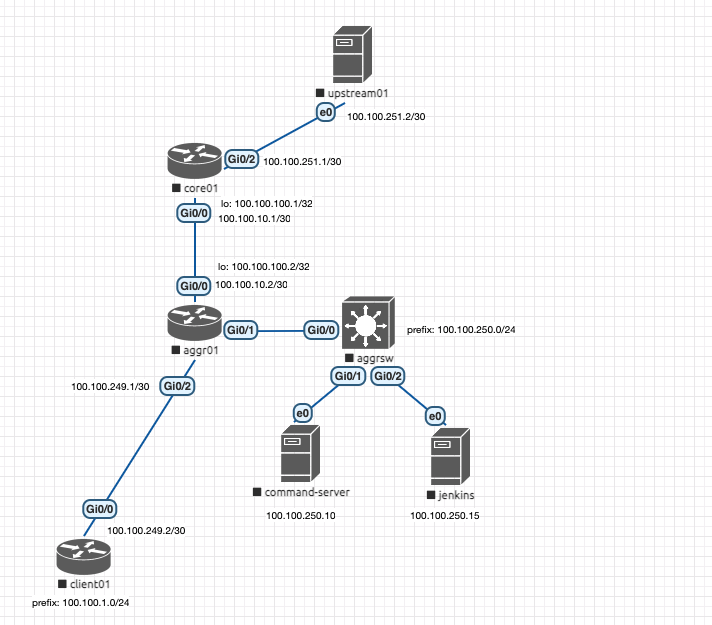 upstream01
e0
100.100.251.2/30
Gi0/2
100.100.251.1/30
core01
lo: 100.100.100.1/32
Gi0/0
100.100.10.1/30
lo: 100.100.100.2/32
Gi0/0
100.100.10.2/30
Gi0/1
Gi0/0
prefix: 100.100.250.0/24
aggr01
aggrsw
100.100.249.1/30
Gi0/2
Gi0/1
Gi0/2
e0
e0
command-server
jenkins
100.100.250.10
100.100.250.15
Gi0/0
100.100.249.2/30
client01
prefix: 100.100.1.0/24